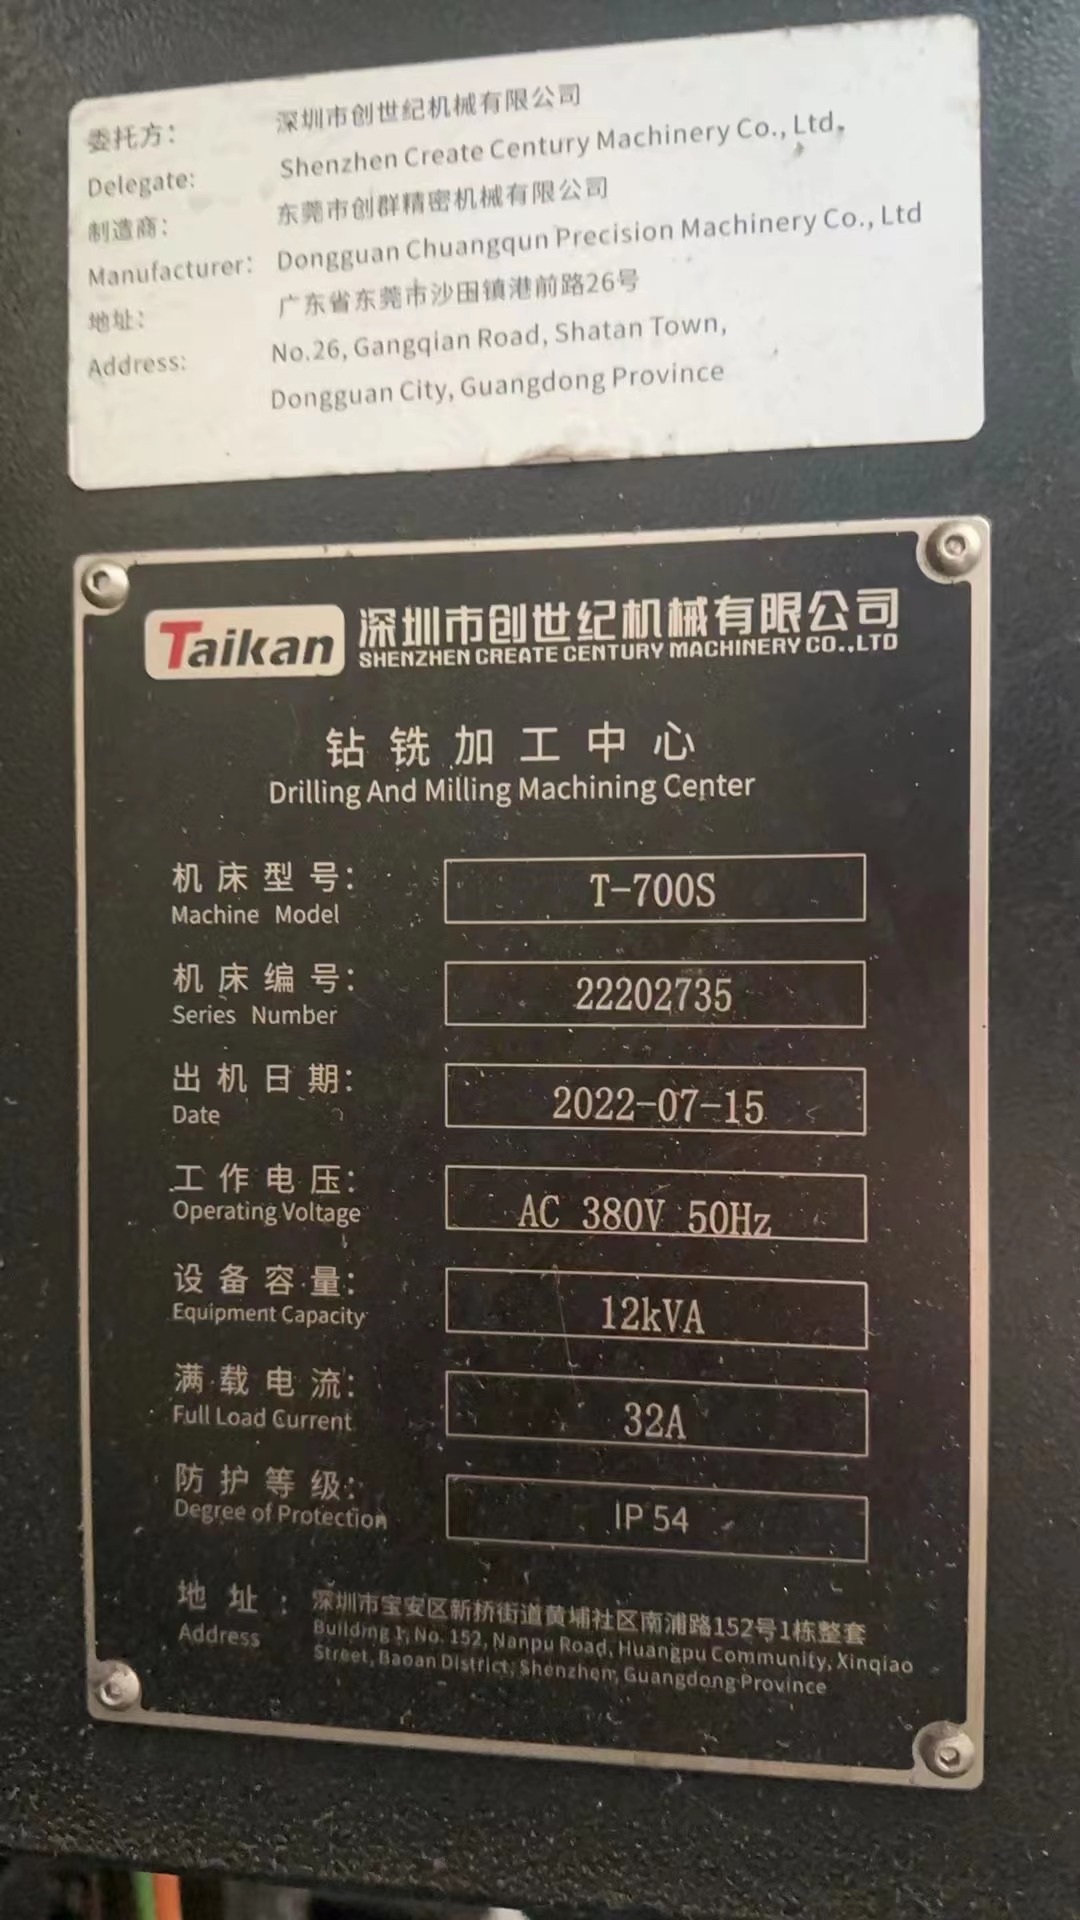 委托方: 深圳市创世纪机械有限公司
Delegate: Shenzhen Create Century Machinery Co., Ltd.
制造商: 东莞市创群精密机械有限公司
Manufacturer: Dongguan Chuangqun Precision Machinery Co., Ltd
地址: 广东省东莞市沙田镇港前路26号
Address: No.26, Gangqian Road, Shatan Town,
Dongguan City, Guangdong Province
Taikan 深圳市创世纪机械有限公司
SHENZHEN CREATE CENTURY MACHINERY CO.,LTD
钻铣加工中心
Drilling And Milling Machining Center
机床型号: T-700S
Machine Model
机床编号: 22202735
Series Number
出机日期: 2022-07-15
Date
工作电压: AC 380V 50Hz
Operating Voltage
设备容量: 12kVA
Equipment Capacity
满载电流: 32A
Full Load Current
防护等级: IP 54
Degree of Protection
地址: 深圳市宝安区新桥街道黄埔社区南浦路152号1栋整套
Address Building 1, No. 152, Nanpu Road, Huangpu Community, Xinqiao
Street, Baoan District, Shenzhen, Guangdong Province